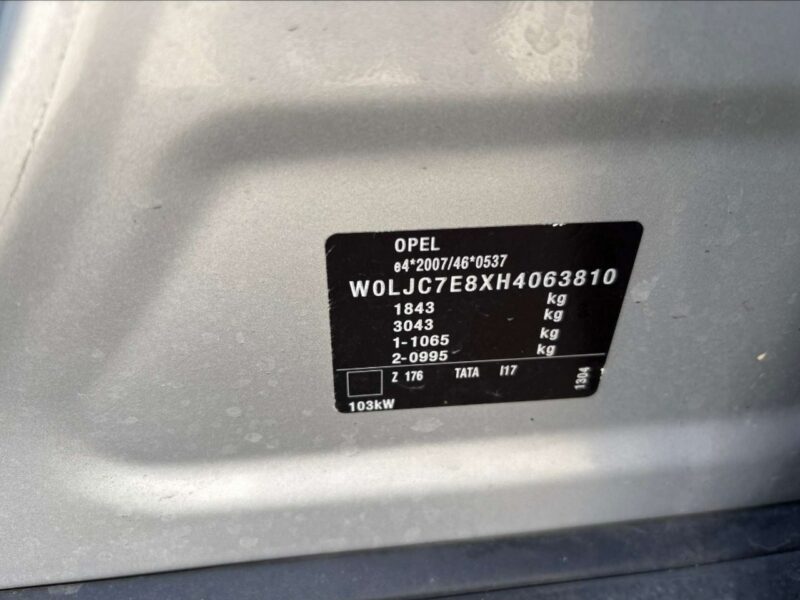 OPEL
e4*2007/46*0537
W0LJC7E8XH4063810
1843 kg
3043 kg
1-1065 kg
2-0995 kg
Z 176 TATA I17
1304
103kW